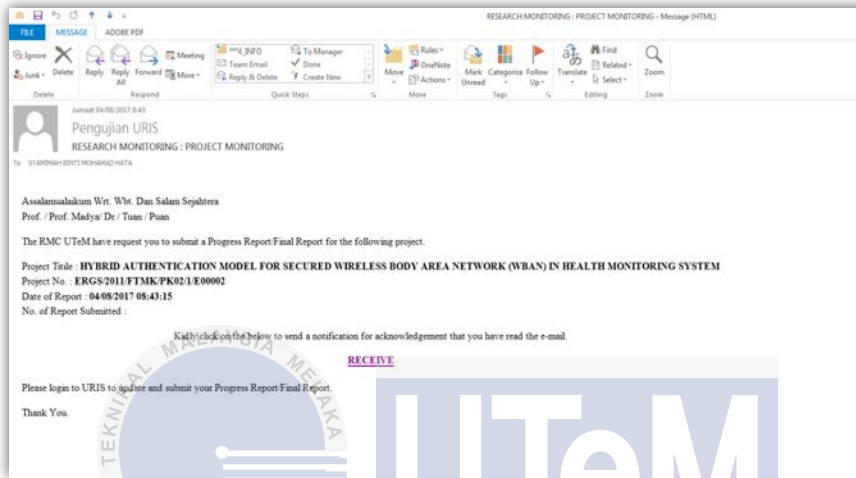 RESEARCH MONITORING : PROJECT MONITORING - Message (HTML)
FILE MESSAGE ADOBE PDF
Ignore
Junk
Delete
Reply
Reply All
Forward
Meeting
More
To Manager
Team Email
Done
Reply & Delete
Create New
Move
Rules
OneNote
Actions
Mark Unread
Categorize
Follow Up
Translate
Find
Related
Select
Zoom
Delete Respond Quick Steps Move Tags Editing Zoom
Jumaat 04/08/2017 8:43
Pengujian URIS
RESEARCH MONITORING : PROJECT MONITORING
To SYAMIMAH BINTI MOHAMAD HATA
Assalamualaikum Wrt. Wbt. Dan Salam Sejahtera
Prof. / Prof. Madya/ Dr./ Tuan / Puan
The RMC UTeM have request you to submit a Progress Report/Final Report for the following project.
Project Title : HYBRID AUTHENTICATION MODEL FOR SECURED WIRELESS BODY AREA NETWORK (WBAN) IN HEALTH MONITORING SYSTEM
Project No. : ERGS/2011/FTMK/PK02/1/E00002
Date of Report : 04/08/2017 08:43:15
No. of Report Submitted :
click on the below to send a notification for acknowledgement that you have read the e-mail.
RECEIVE
Please login to URIS to update and submit your Progress Report/Final Report.
Thank You.
TEKNIKAL MALAYSIA MELAKA
UTeM